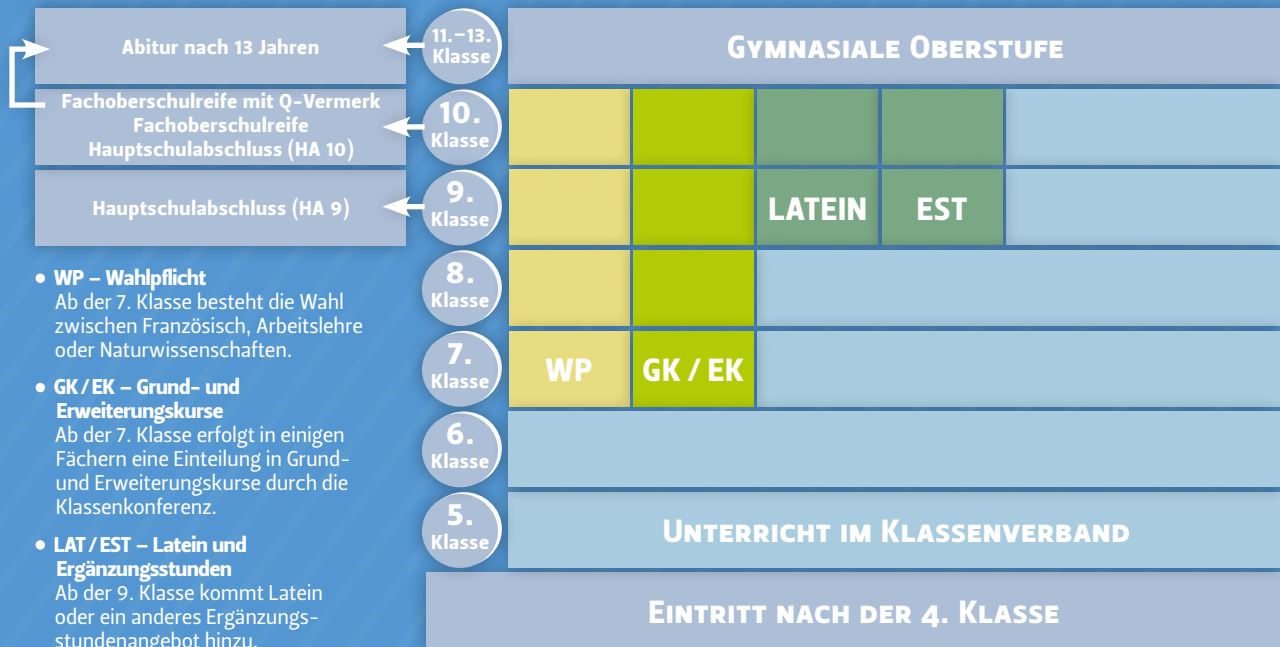 Abitur nach 13 Jahren
11.–13.
Klasse
GYMNASIALE OBERSTUFE
Fachoberschulreife mit Q-Vermerk
Fachoberschulreife
Hauptschulabschluss (HA 10)
10.
Klasse
Hauptschulabschluss (HA 9)
9.
Klasse
LATEIN
EST
8.
Klasse
7.
Klasse
WP
GK / EK
6.
Klasse
5.
Klasse
UNTERRICHT IM KLASSENVERBAND
EINTRITT NACH DER 4. KLASSE
• WP – Wahlpflicht
Ab der 7. Klasse besteht die Wahl
zwischen Französisch, Arbeitslehre
oder Naturwissenschaften.
• GK / EK – Grund- und
Erweiterungskurse
Ab der 7. Klasse erfolgt in einigen
Fächern eine Einteilung in Grund-
und Erweiterungskurse durch die
Klassenkonferenz.
• LAT / EST – Latein und
Ergänzungsstunden
Ab der 9. Klasse kommt Latein
oder ein anderes Ergänzungs-
stundenangebot hinzu.